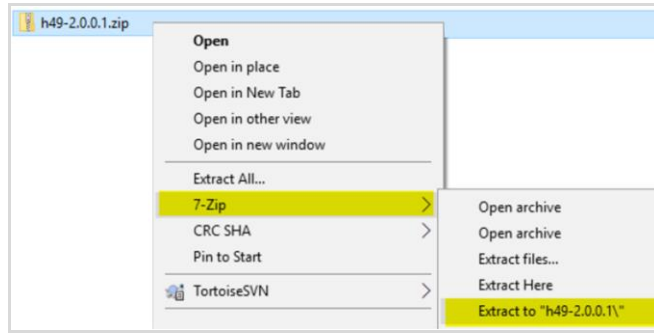 h49-2.0.0.1.zip
Open
Open in place
Open in New Tab
Open in other view
Open in new window
Extract All...
7-Zip
CRC SHA
Pin to Start
TortoiseSVN
Open archive
Open archive
Extract files...
Extract Here
Extract to "h49-2.0.0.1\"